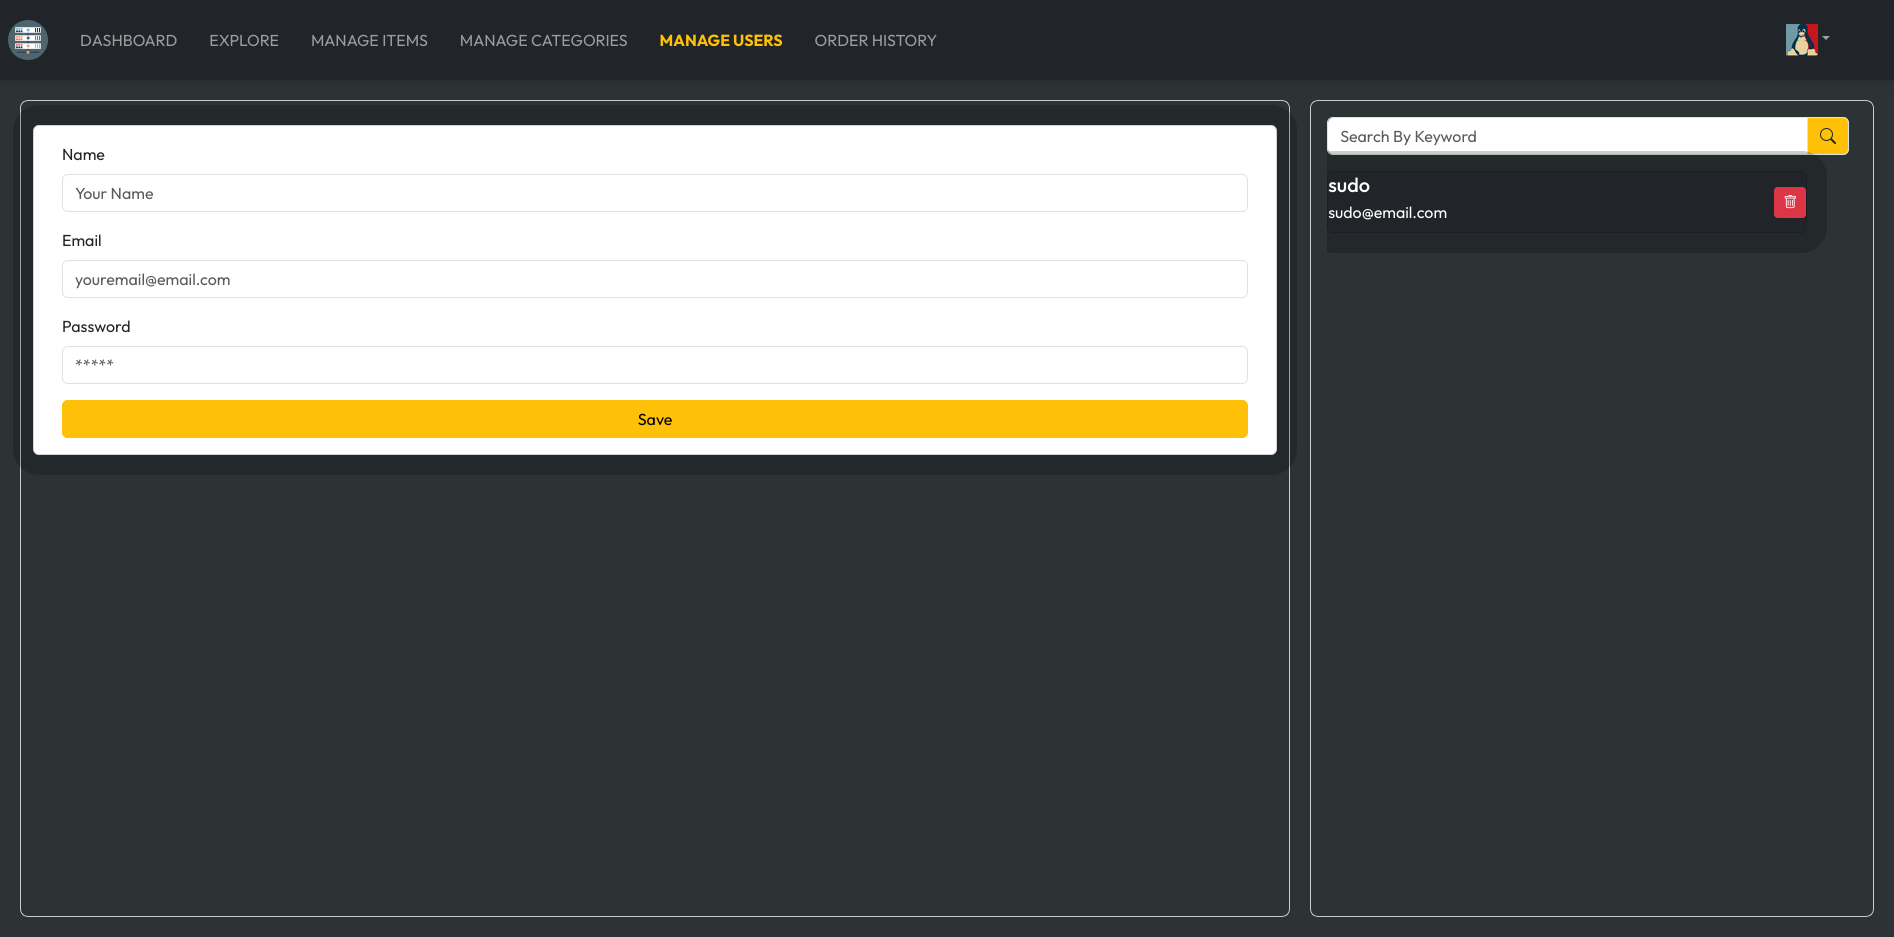 DASHBOARD EXPLORE MANAGE ITEMS MANAGE CATEGORIES MANAGE USERS ORDER HISTORY
Name
Your Name
Email
youremail@email.com
Password
*****
Save
Search By Keyword
sudo
sudo@email.com